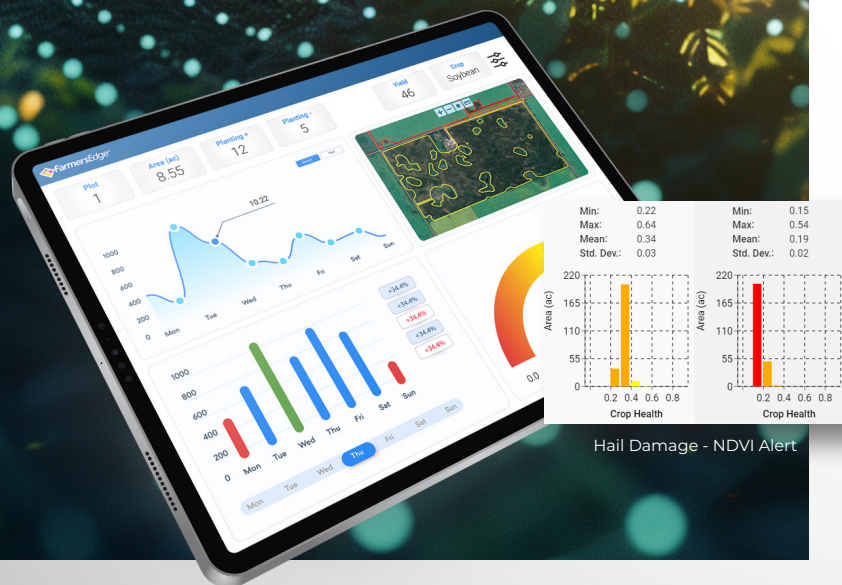 FarmersEdge
Plot
1
Area (ac)
8.55
Planting +
12
Planting -
5
Yield
46
Crop
Soybean
10.22
1000
800
600
400
200
0
Mon
Tue
Wed
Thu
Fri
Sat
Sun
+34.4%
+34.4%
+34.4%
+34.4%
+34.4%
1000
800
600
400
200
0
Mon
Tue
Wed
Thu
Fri
Sat
Sun
Mon
Tue
Wed
Thu
Fri
Sat
Sun
0.0
Min: 0.22
Max: 0.64
Mean: 0.34
Std. Dev.: 0.03
220
165
110
55
0
Area (ac)
0.2 0.4 0.6 0.8
Crop Health
Min: 0.15
Max: 0.54
Mean: 0.19
Std. Dev.: 0.02
220
165
110
55
0
Area (ac)
0.2 0.4 0.6 0.8
Crop Health
Hail Damage - NDVI Alert